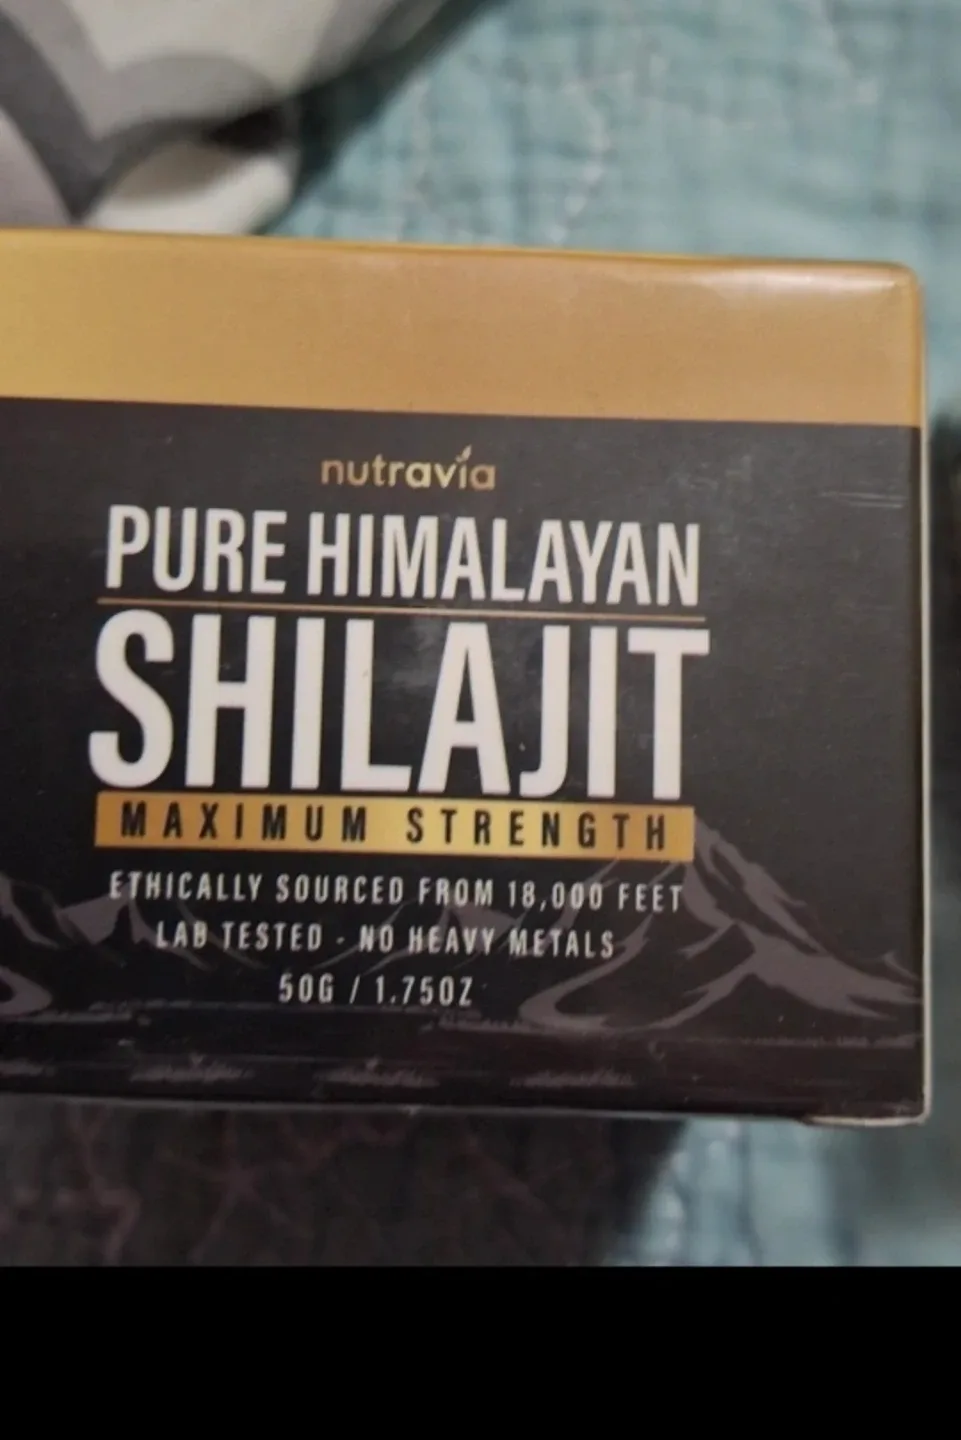 nutravia
PURE HIMALAYAN
SHILAJIT
MAXIMUM STRENGTH
ETHICALLY SOURCED FROM 18,000 FEET
LAB TESTED - NO HEAVY METALS
50G / 1.75OZ